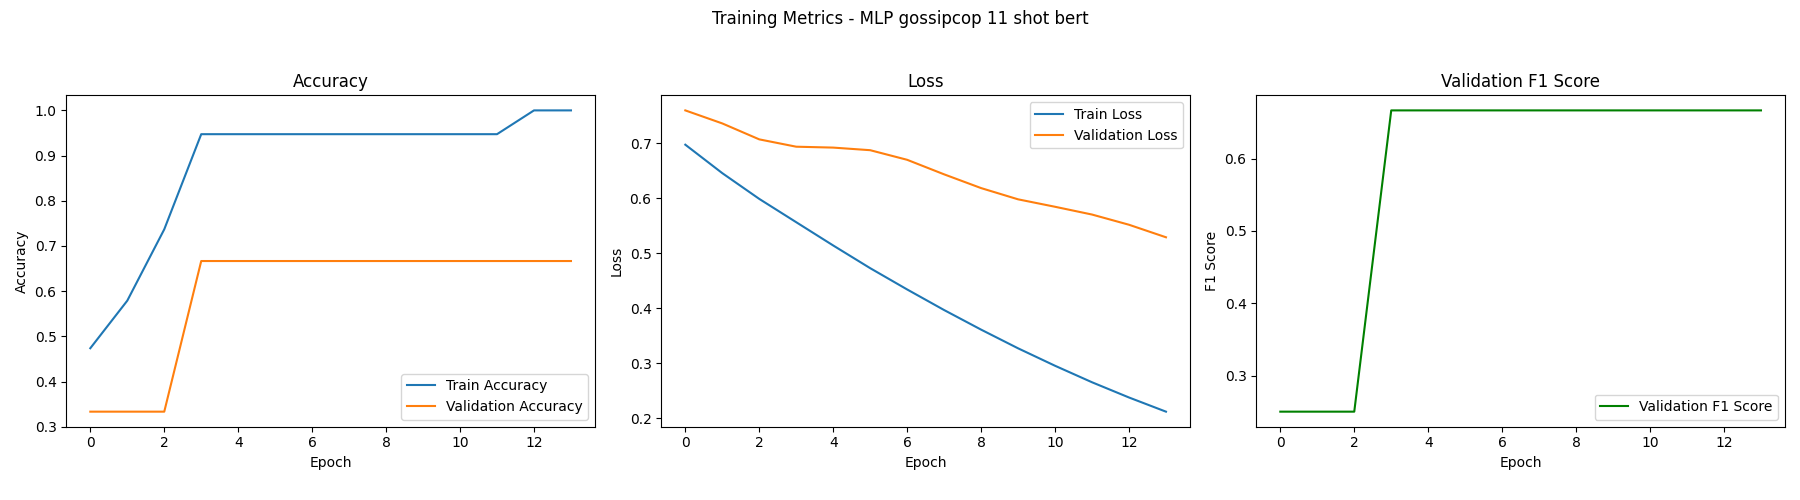 Training Metrics - MLP gossipcop 11 shot bert
Accuracy
1.0
0.9
0.8
0.7
0.6
0.5
0.4
0.3
Accuracy
0 2 4 6 8 10 12
Epoch
Train Accuracy
Validation Accuracy
Loss
0.7
0.6
0.5
0.4
0.3
0.2
Loss
0 2 4 6 8 10 12
Epoch
Train Loss
Validation Loss
Validation F1 Score
0.6
0.5
0.4
0.3
F1 Score
0 2 4 6 8 10 12
Epoch
Validation F1 Score